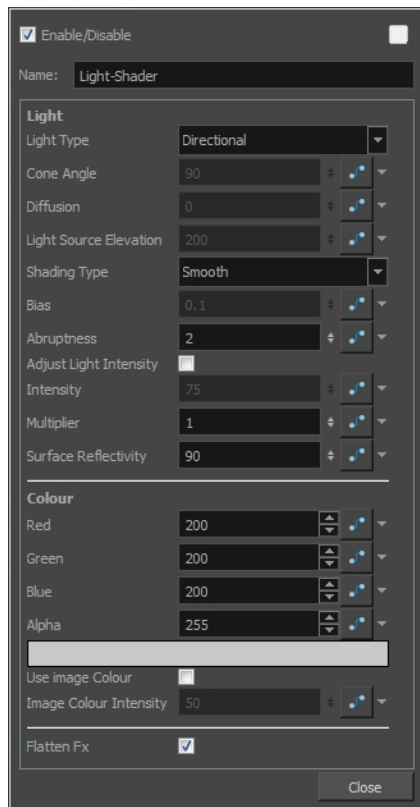 Enable/Disable
Name: Light-Shader
Light
Light Type Directional
Cone Angle 90
Diffusion 0
Light Source Elevation 200
Shading Type Smooth
Bias 0.1
Abruptness 2
Adjust Light Intensity
Intensity 75
Multiplier 1
Surface Reflectivity 90
Colour
Red 200
Green 200
Blue 200
Alpha 255
Use image Colour
Image Colour Intensity 50
Flatten Fx
Close